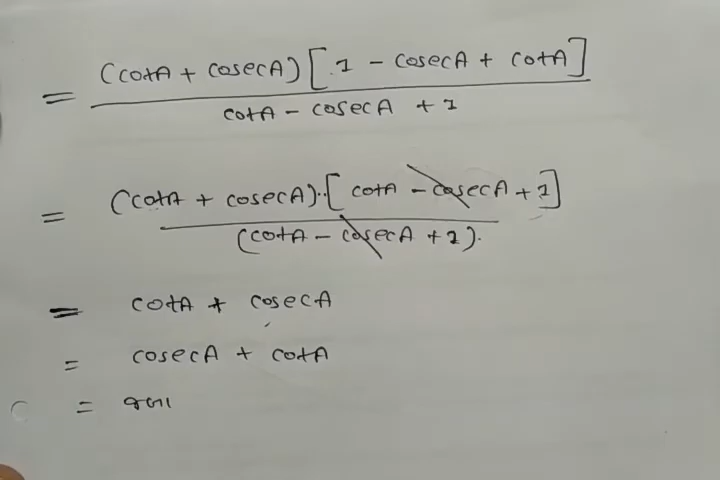 = (cotA + cosecA) [1 - cosecA + cotA]
cotA - cosecA + 1
= (cotA + cosecA) · [cotA - cosecA + 1]
(cotA - cosecA + 1).
= cotA + cosecA
= cosecA + cotA
= જબા